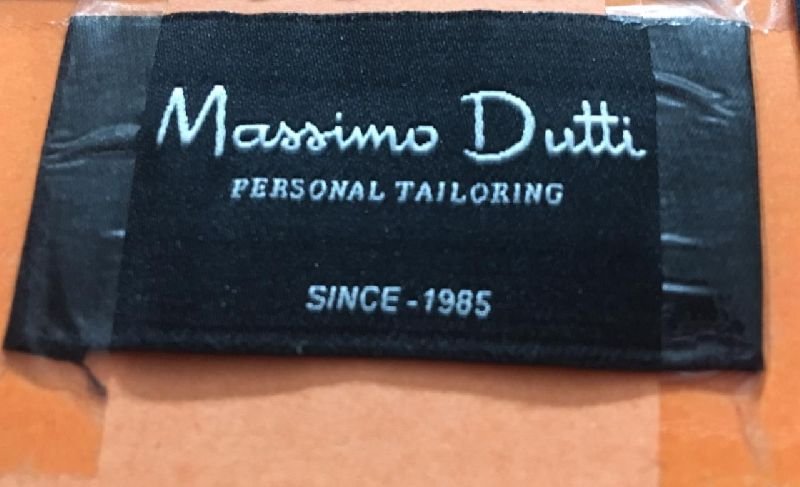 Massimo Dutti
PERSONAL TAILORING
SINCE - 1985